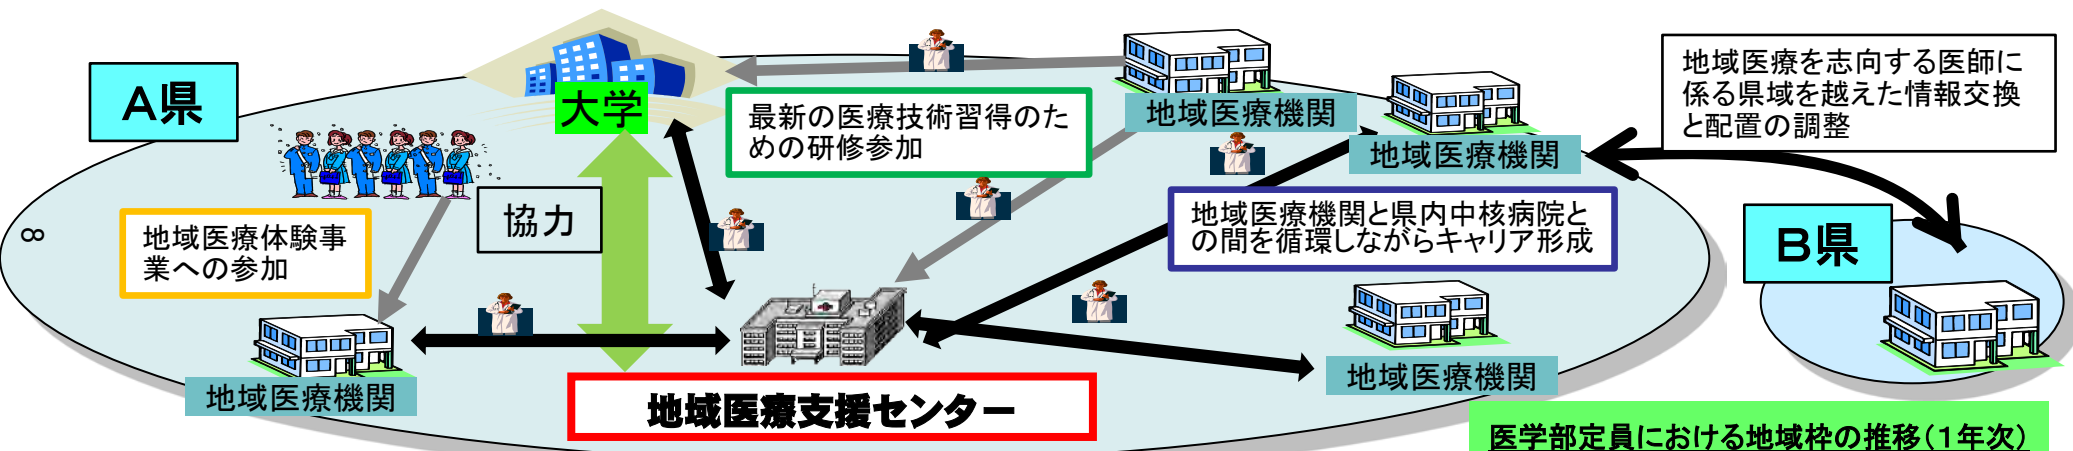 A県
大学
最新の医療技術習得のた
めの研修参加
地域医療機関
地域医療機関
地域医療を志向する医師に
係る県域を越えた情報交換
と配置の調整
協力
地域医療体験事
業への参加
地域医療機関と県内中核病院と
の間を循環しながらキャリア形成
B県
8
地域医療機関
地域医療機関
地域医療支援センター
医学部定員における地域枠の推移(1年次)